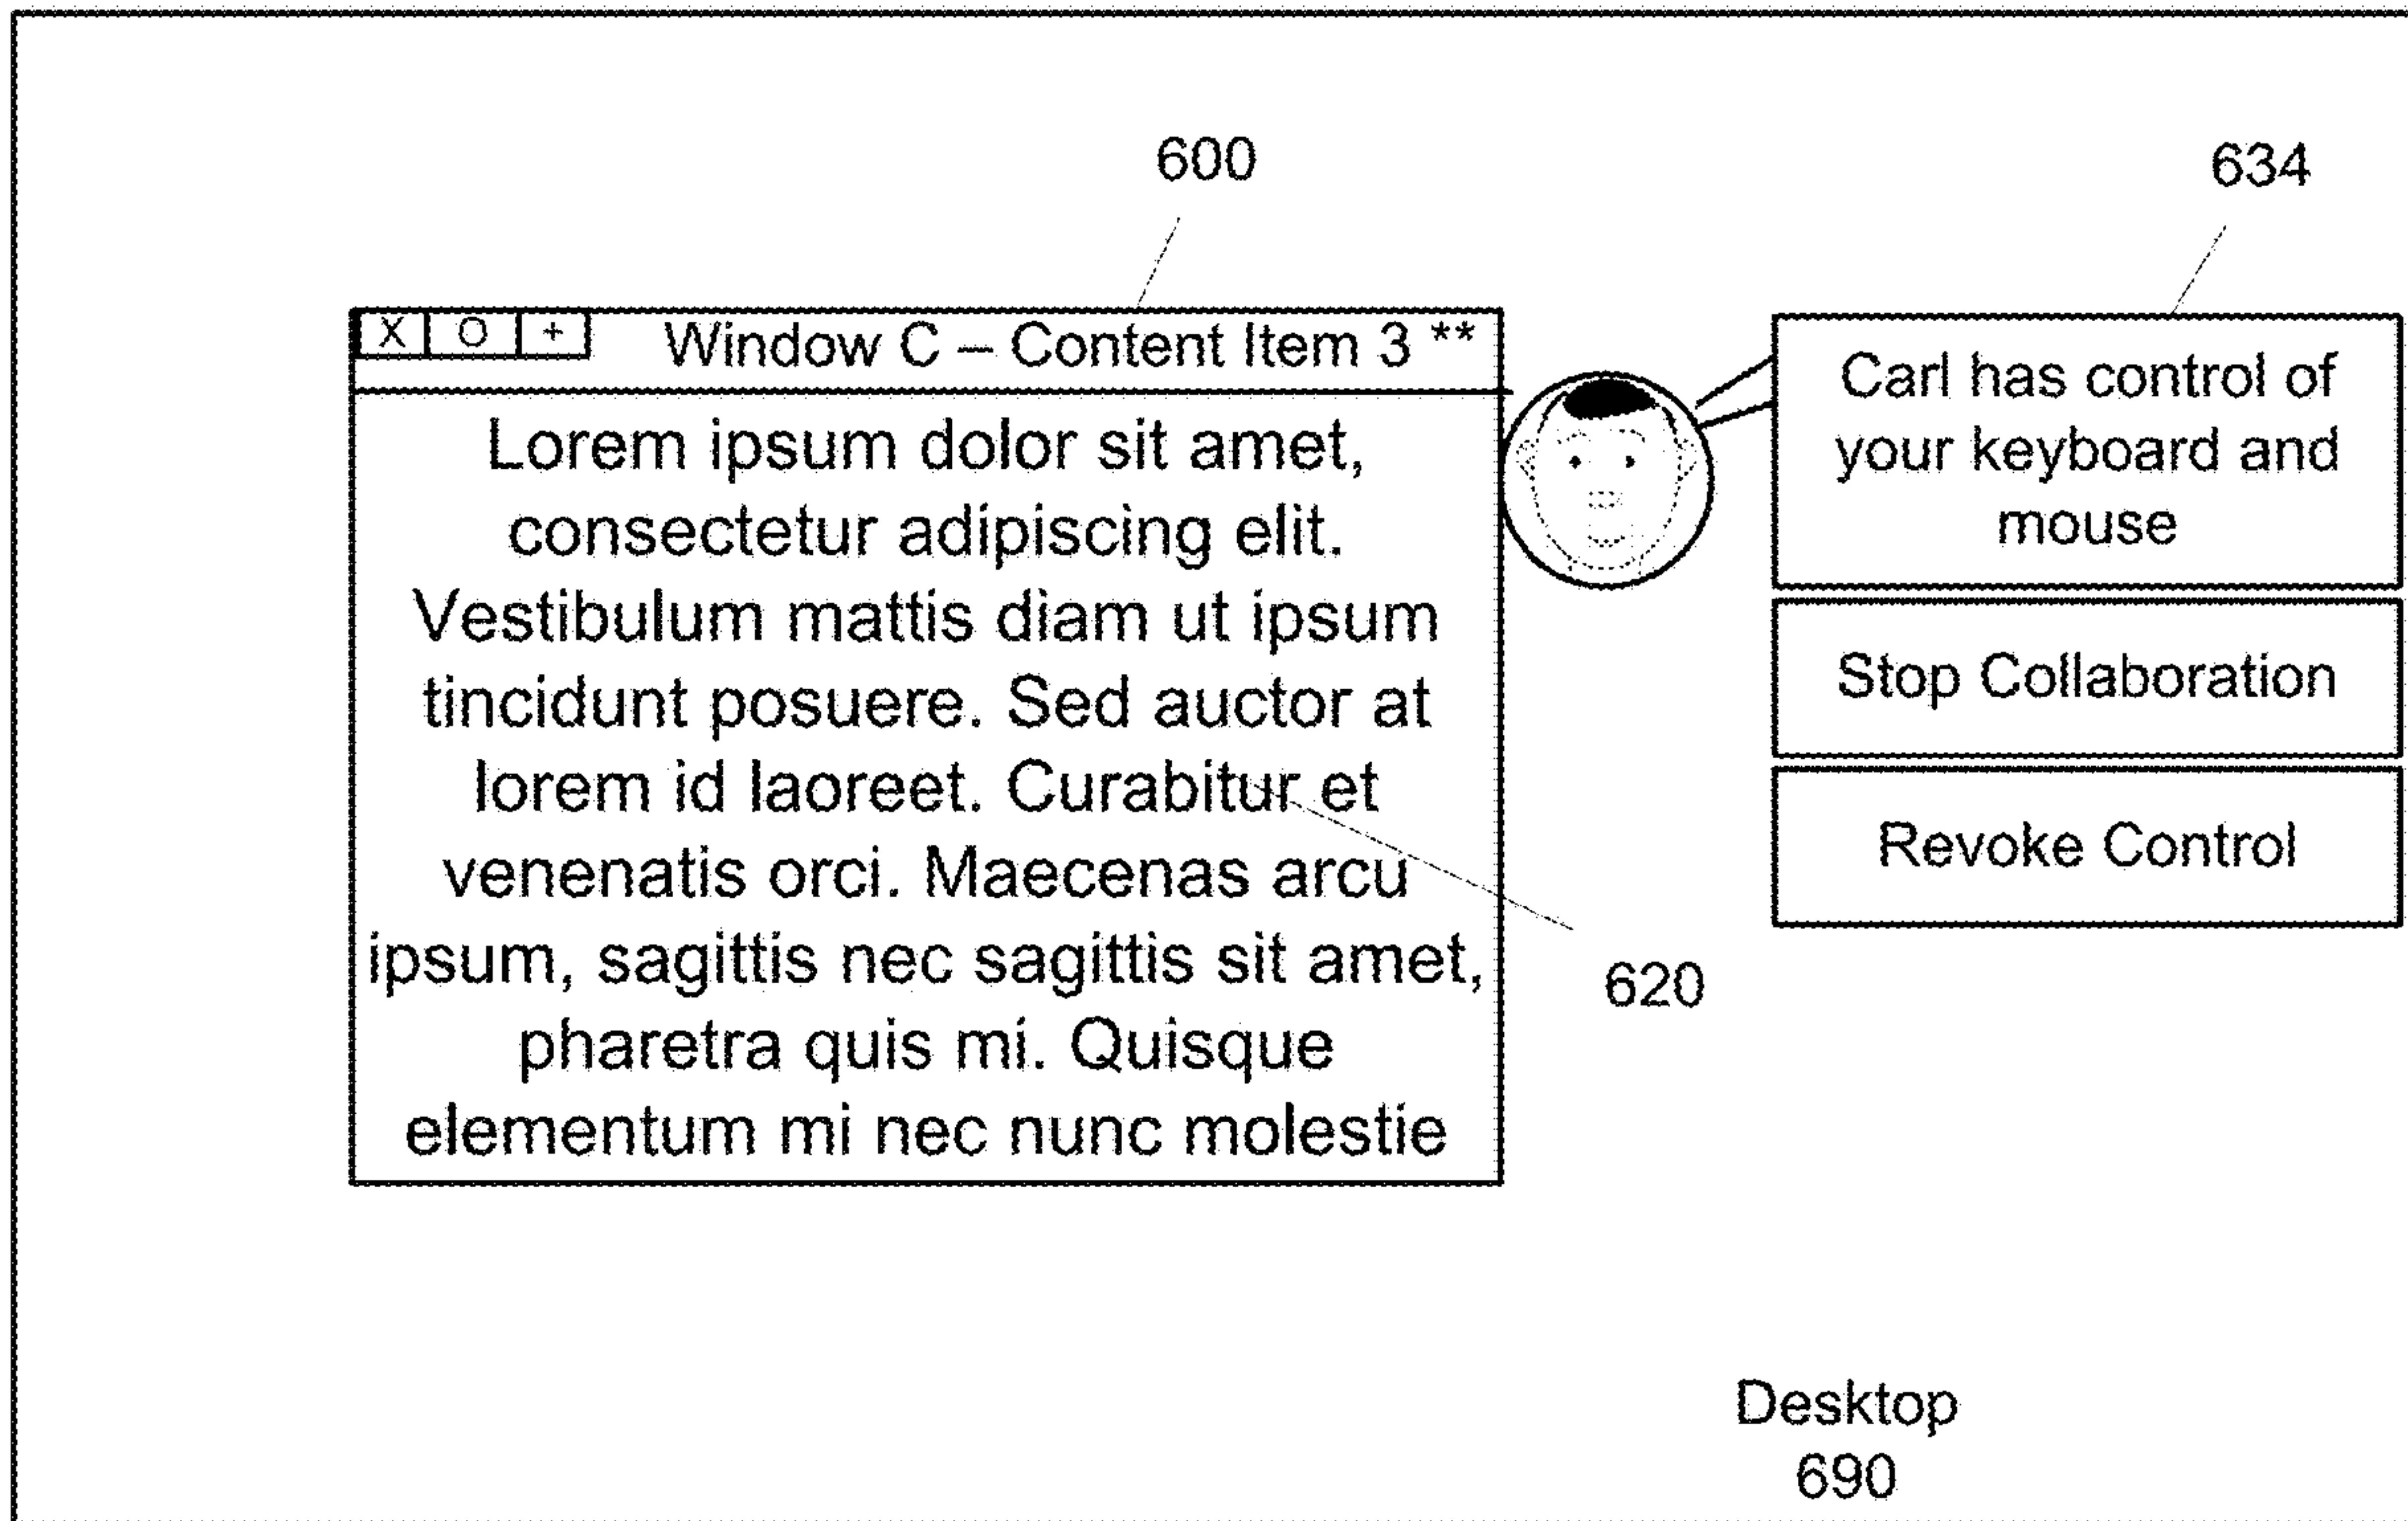 600
634
X O + Window C – Content Item 3 **
Lorem ipsum dolor sit amet,
consectetur adipiscing elit.
Vestibulum mattis diam ut ipsum
tincidunt posuere. Sed auctor at
lorem id laoreet. Curabitur et
venenatis orci. Maecenas arcu
ipsum, sagittis nec sagittis sit amet,
pharetra quis mi. Quisque
elementum mi nec nunc molestie
Carl has control of
your keyboard and
mouse
Stop Collaboration
Revoke Control
620
Desktop
690